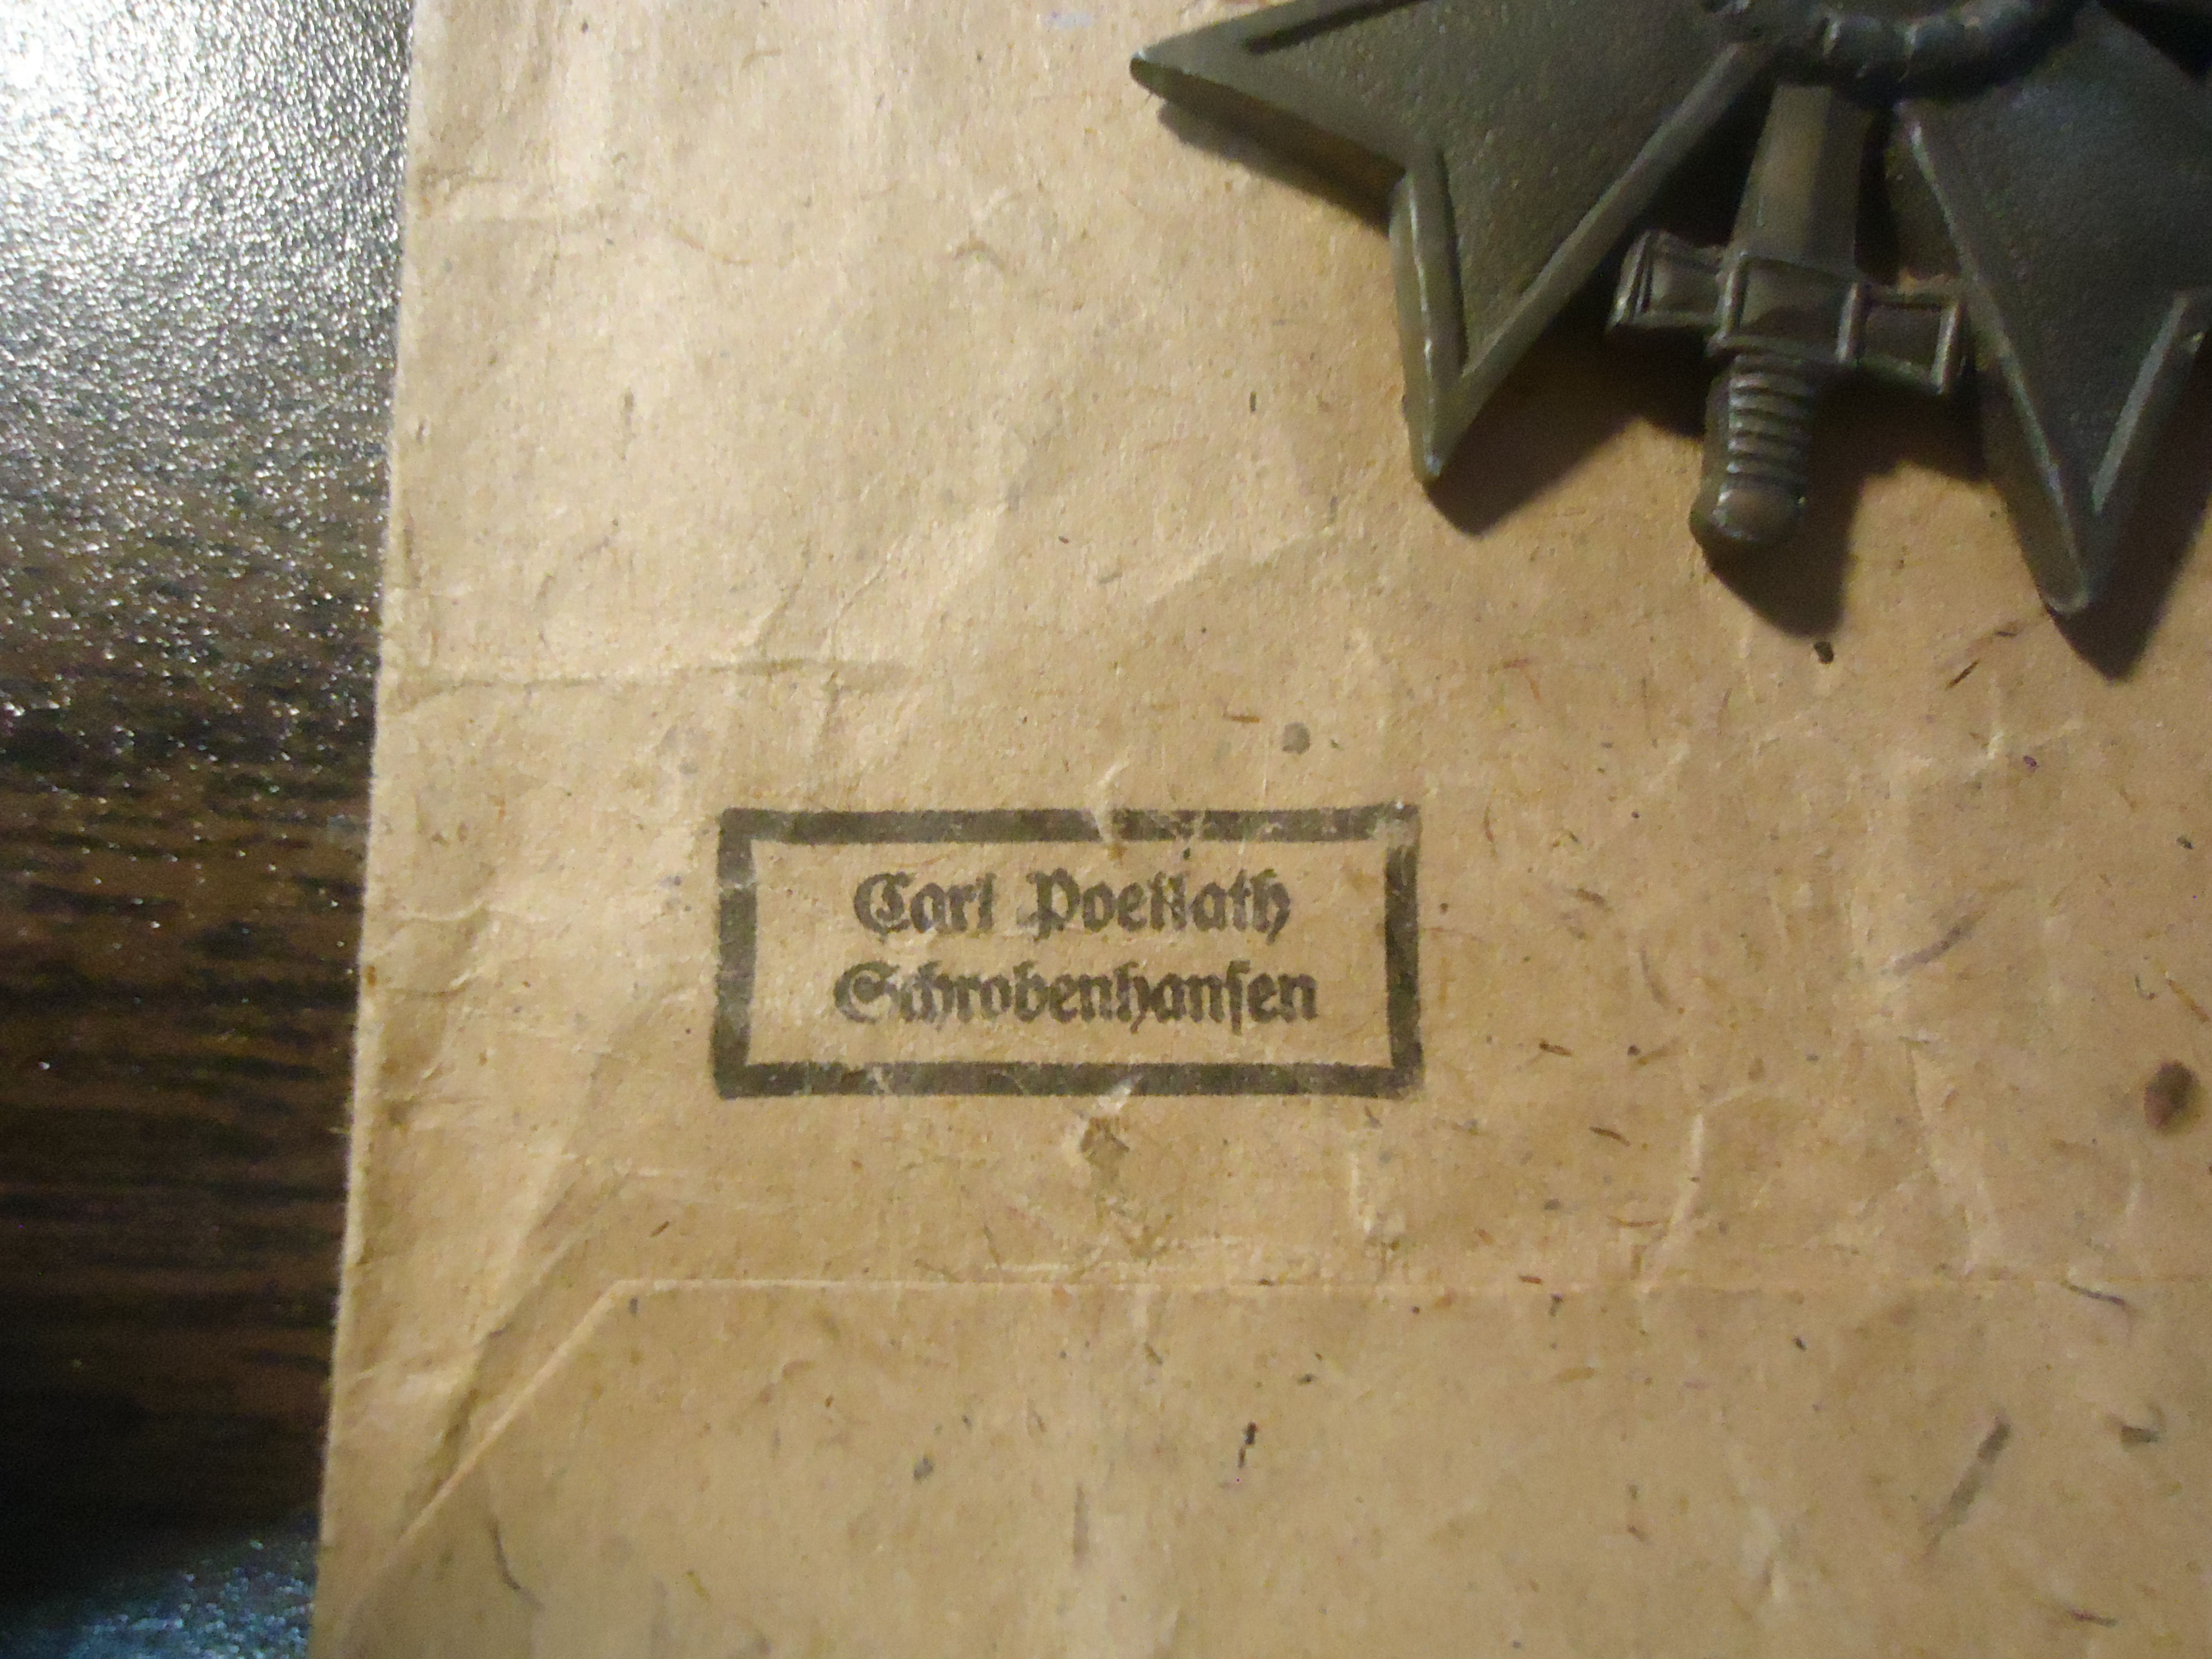 Carl Poellath
Schrobenhausen